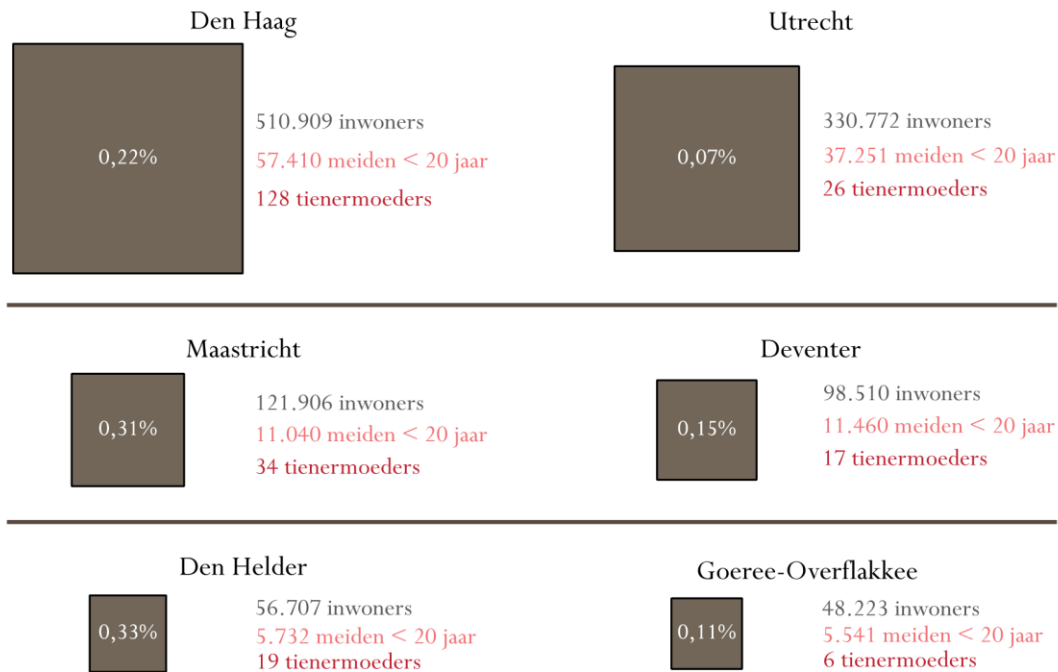 Den Haag
0,22%
510.909 inwoners
57.410 meiden < 20 jaar
128 tienermoeders
Utrecht
0,07%
330.772 inwoners
37.251 meiden < 20 jaar
26 tienermoeders
Maastricht
0,31%
121.906 inwoners
11.040 meiden < 20 jaar
34 tienermoeders
Deventer
0,15%
98.510 inwoners
11.460 meiden < 20 jaar
17 tienermoeders
Den Helder
0,33%
56.707 inwoners
5.732 meiden < 20 jaar
19 tienermoeders
Goeree-Overflakkee
0,11%
48.223 inwoners
5.541 meiden < 20 jaar
6 tienermoeders